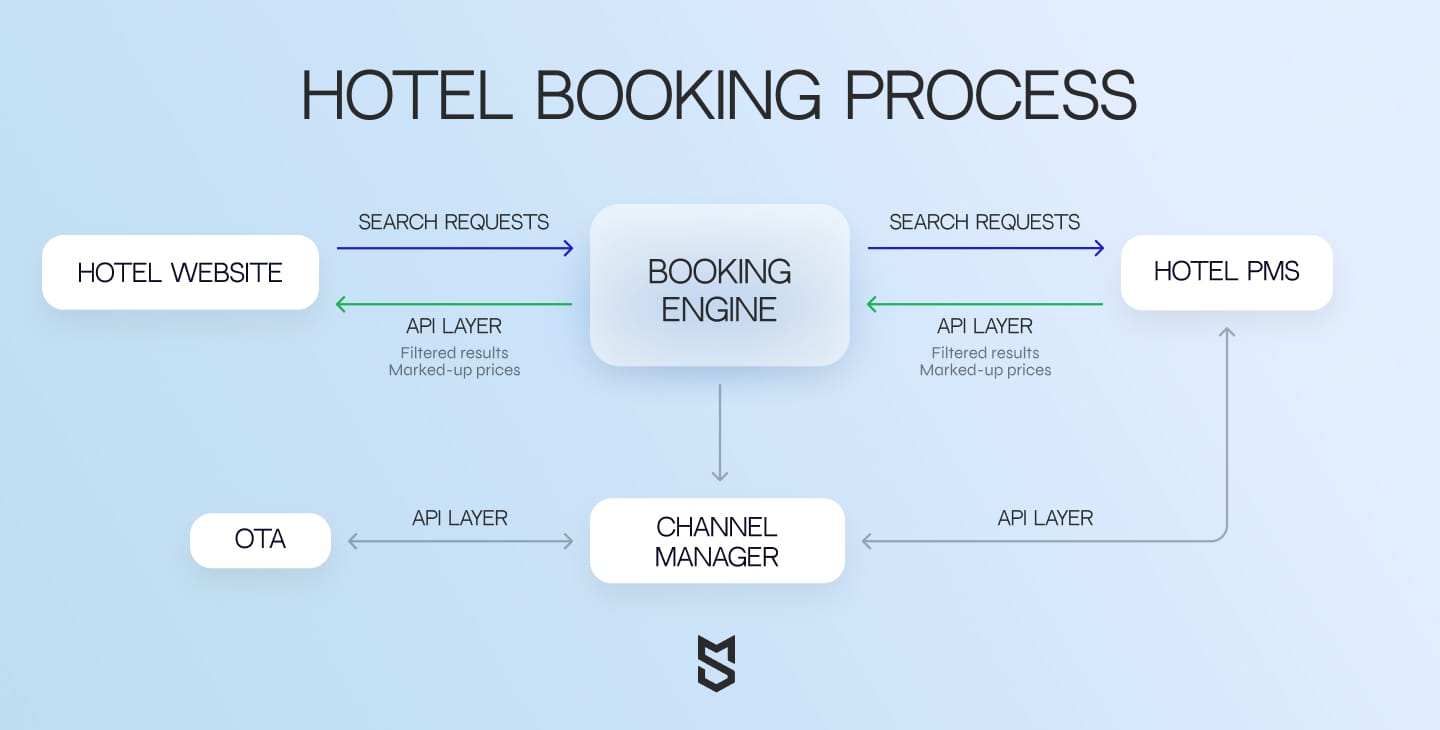 HOTEL BOOKING PROCESS
SEARCH REQUESTS
SEARCH REQUESTS
HOTEL WEBSITE
BOOKING
ENGINE
HOTEL PMS
API LAYER
Filtered results
Marked-up prices
API LAYER
Filtered results
Marked-up prices
OTA
API LAYER
CHANNEL
MANAGER
API LAYER